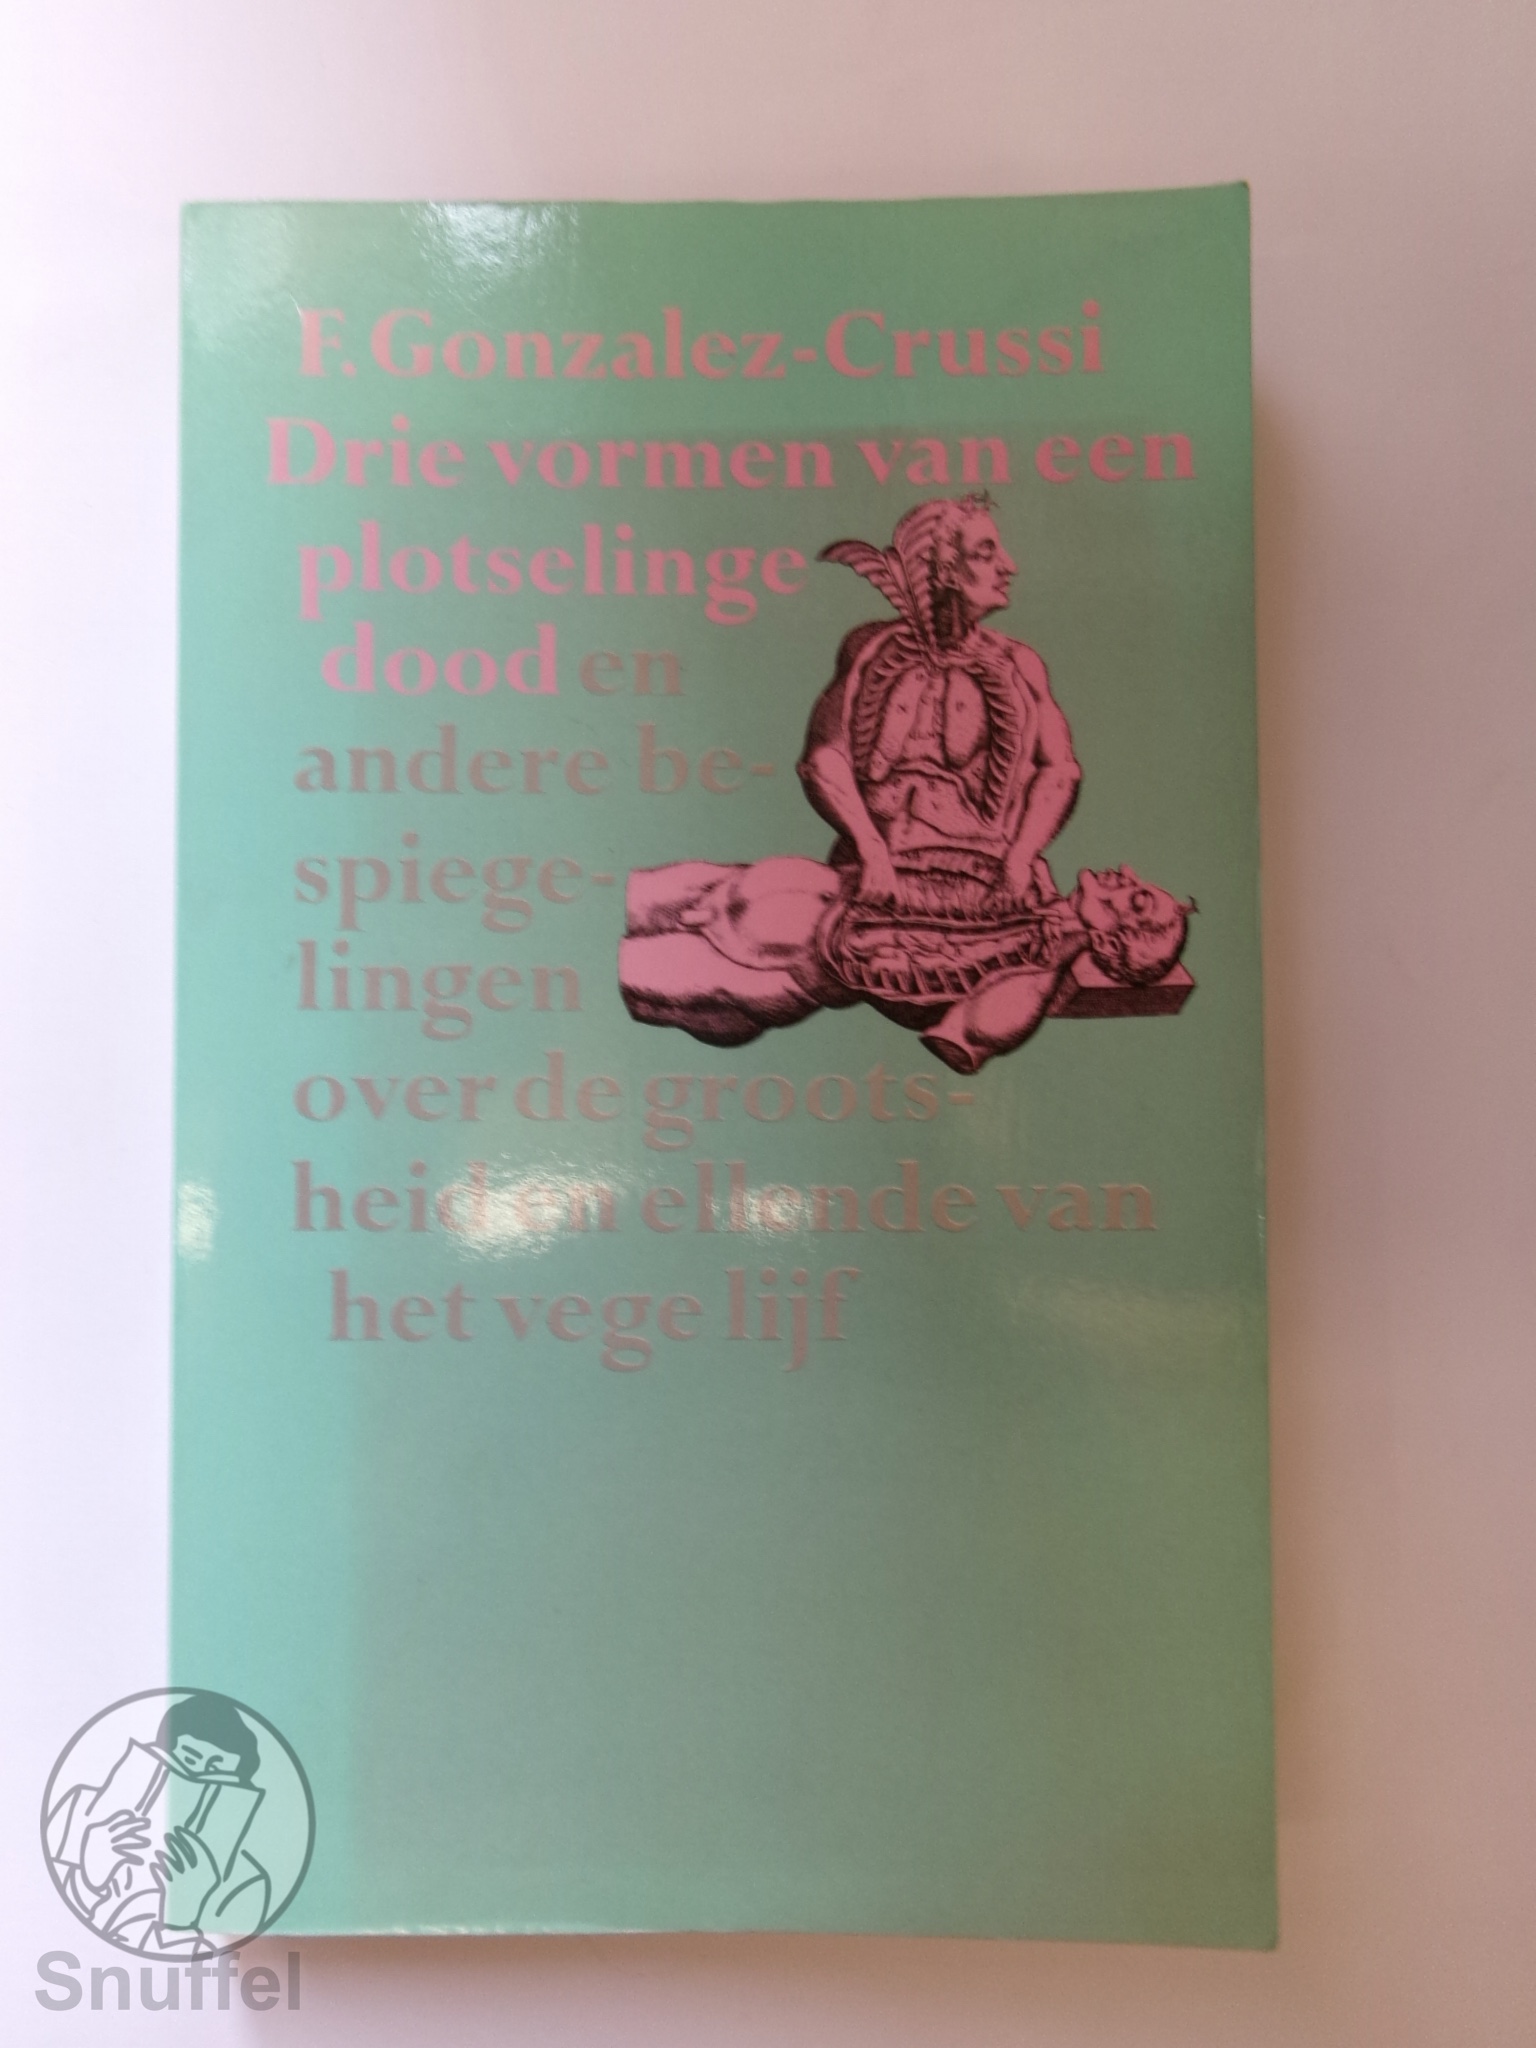 F. Gonzalez-Crussi
Drie vormen van een
plotselinge
dood en
andere be-
spiege-
lingen
over de groots-
heid en ellende van
het vege lijf
Snuffel